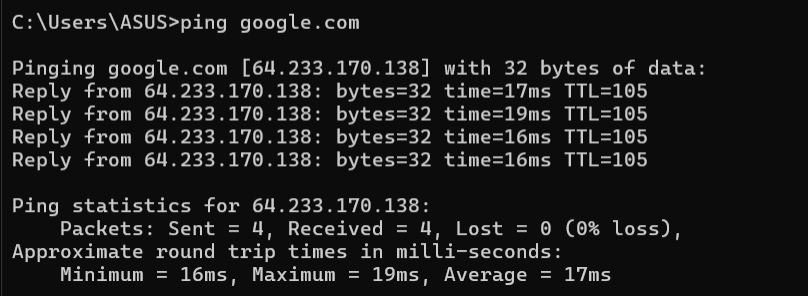 C:\Users\ASUS>ping google.com
Pinging google.com [64.233.170.138] with 32 bytes of data:
Reply from 64.233.170.138: bytes=32 time=17ms TTL=105
Reply from 64.233.170.138: bytes=32 time=19ms TTL=105
Reply from 64.233.170.138: bytes=32 time=16ms TTL=105
Reply from 64.233.170.138: bytes=32 time=16ms TTL=105
Ping statistics for 64.233.170.138:
    Packets: Sent = 4, Received = 4, Lost = 0 (0% loss),
Approximate round trip times in milli-seconds:
    Minimum = 16ms, Maximum = 19ms, Average = 17ms